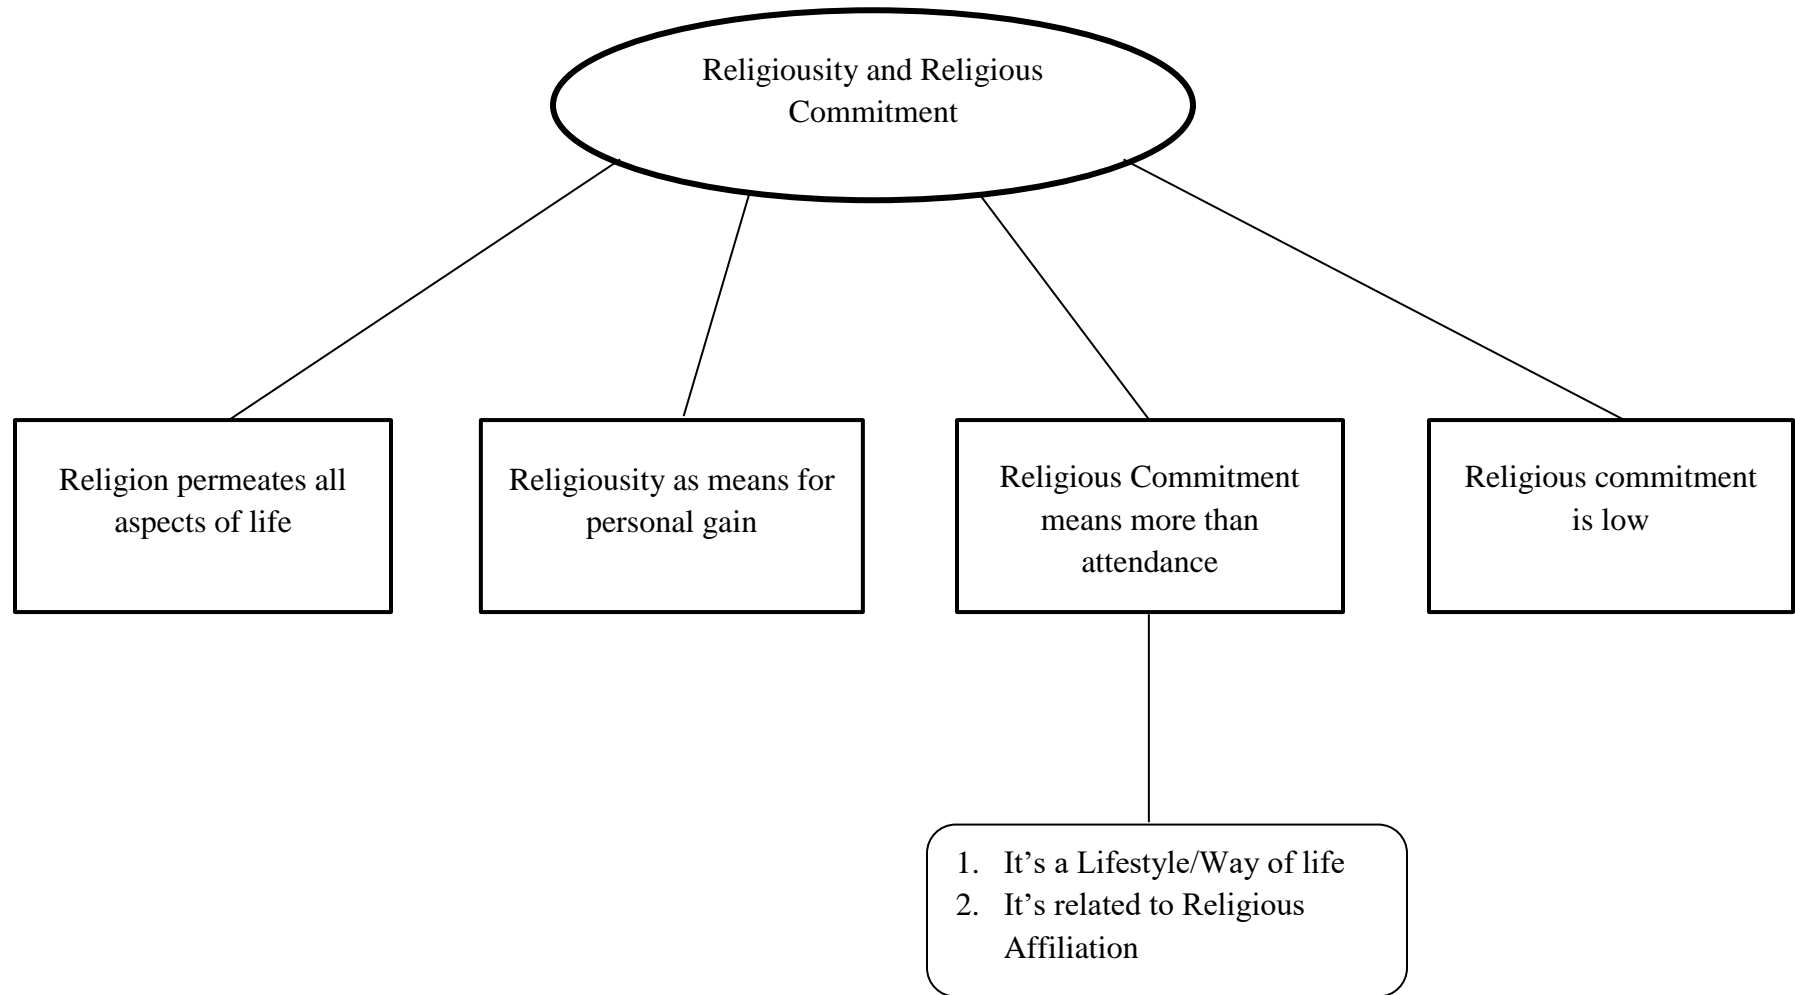 Religiousity and Religious
Commitment
Religion permeates all
aspects of life
Religiousity as means for
personal gain
Religious Commitment
means more than
attendance
Religious commitment
is low
1. It’s a Lifestyle/Way of life
2. It’s related to Religious
Affiliation